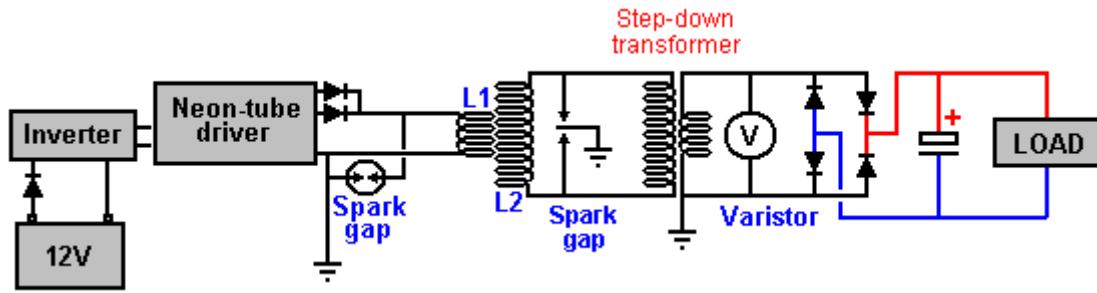 Step-down
transformer
Neon-tube
driver
L1
Inverter
V
+
LOAD
L2
Spark
gap
Spark
gap
Varistor
12V